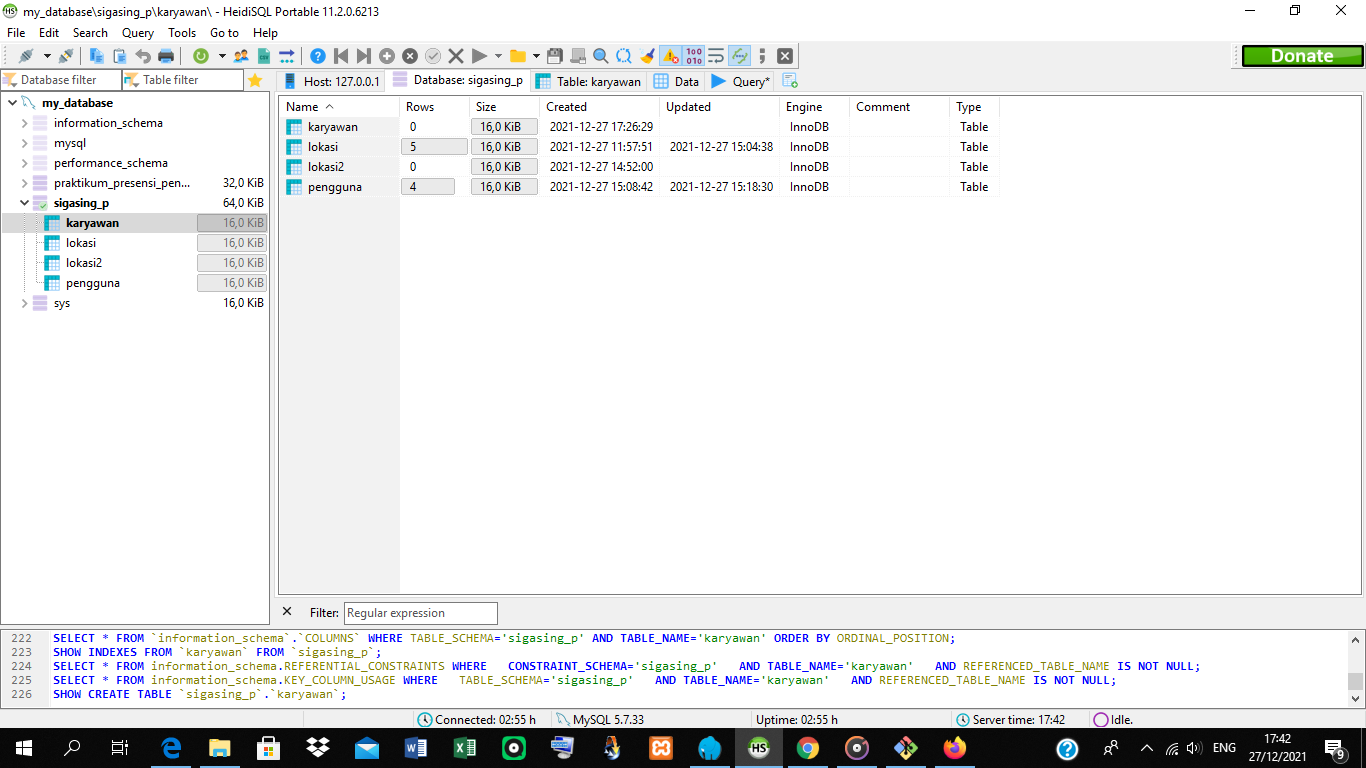 my_database\sigasing_p\karyawan\ - HeidiSQL Portable 11.2.0.6213
File Edit Search Query Tools Go to Help
Donate
Database filter Table filter
Host: 127.0.0.1 Database: sigasing_p Table: karyawan Data Query*
my_database
information_schema
mysql
performance_schema
praktikum_presensi_pen... 32,0 KiB
sigasing_p 64,0 KiB
karyawan 16,0 KiB
lokasi 16,0 KiB
lokasi2 16,0 KiB
pengguna 16,0 KiB
sys 16,0 KiB
Name Rows Size Created Updated Engine Comment Type
karyawan 0 16,0 KiB 2021-12-27 17:26:29 InnoDB Table
lokasi 5 16,0 KiB 2021-12-27 11:57:51 2021-12-27 15:04:38 InnoDB Table
lokasi2 0 16,0 KiB 2021-12-27 14:52:00 InnoDB Table
pengguna 4 16,0 KiB 2021-12-27 15:08:42 2021-12-27 15:18:30 InnoDB Table
Filter: Regular expression
222 SELECT * FROM `information_schema`.`COLUMNS` WHERE TABLE_SCHEMA='sigasing_p' AND TABLE_NAME='karyawan' ORDER BY ORDINAL_POSITION;
223 SHOW INDEXES FROM `karyawan` FROM `sigasing_p`;
224 SELECT * FROM information_schema.REFERENTIAL_CONSTRAINTS WHERE CONSTRAINT_SCHEMA='sigasing_p' AND TABLE_NAME='karyawan' AND REFERENCED_TABLE_NAME IS NOT NULL;
225 SELECT * FROM information_schema.KEY_COLUMN_USAGE WHERE TABLE_SCHEMA='sigasing_p' AND TABLE_NAME='karyawan' AND REFERENCED_TABLE_NAME IS NOT NULL;
226 SHOW CREATE TABLE `sigasing_p`.`karyawan`;
Connected: 02:55 h MySQL 5.7.33 Uptime: 02:55 h Server time: 17:42 Idle.
HS
ENG
17:42
27/12/2021
9